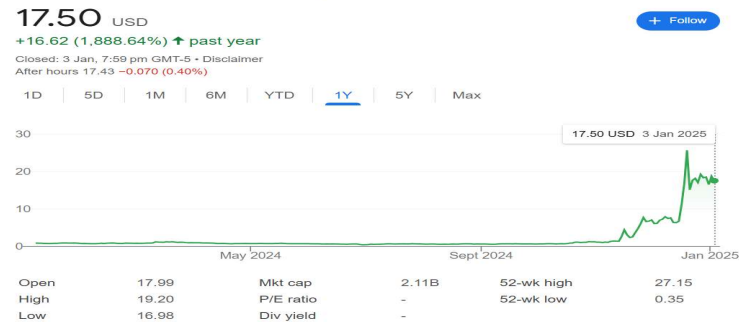 17.50 USD
+ Follow
+16.62 (1,888.64%) ↑ past year
Closed: 3 Jan, 7:59 pm GMT-5 • Disclaimer
After hours 17.43 −0.070 (0.40%)
1D 5D 1M 6M YTD 1Y 5Y Max
17.50 USD 3 Jan 2025
30
20
10
0
May 2024 Sept 2024 Jan 2025
Open 17.99 Mkt cap 2.11B 52-wk high 27.15
High 19.20 P/E ratio - 52-wk low 0.35
Low 16.98 Div yield -